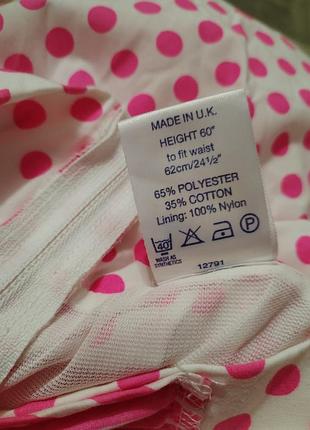 MADE IN U.K.
HEIGHT 60"
to fit waist
62cm/24½"
65% POLYESTER
35% COTTON
Lining: 100% Nylon
40° P
WASH AS
SYNTHETICS
12791